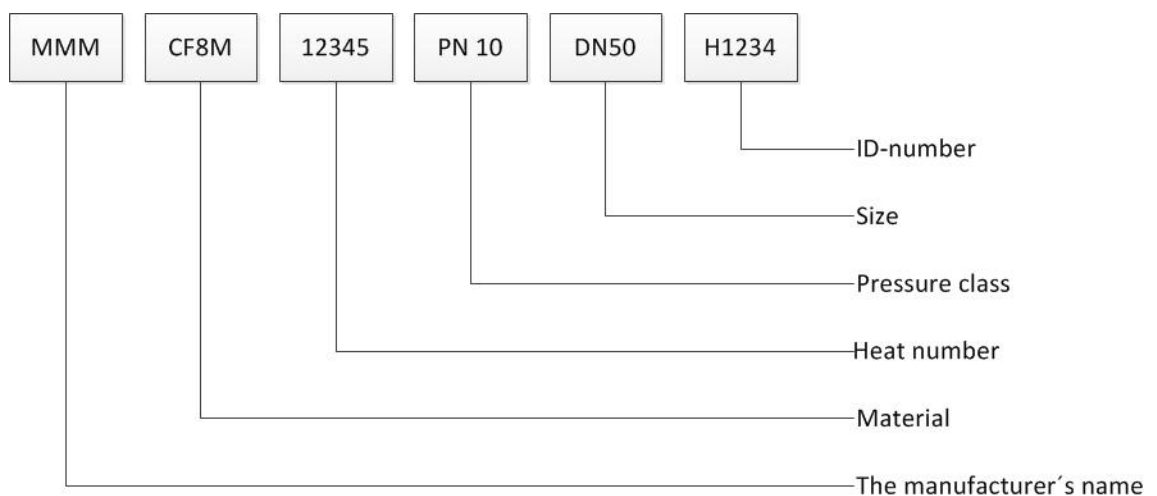 MMM CF8M 12345 PN 10 DN50 H1234
ID-number
Size
Pressure class
Heat number
Material
The manufacturer´s name